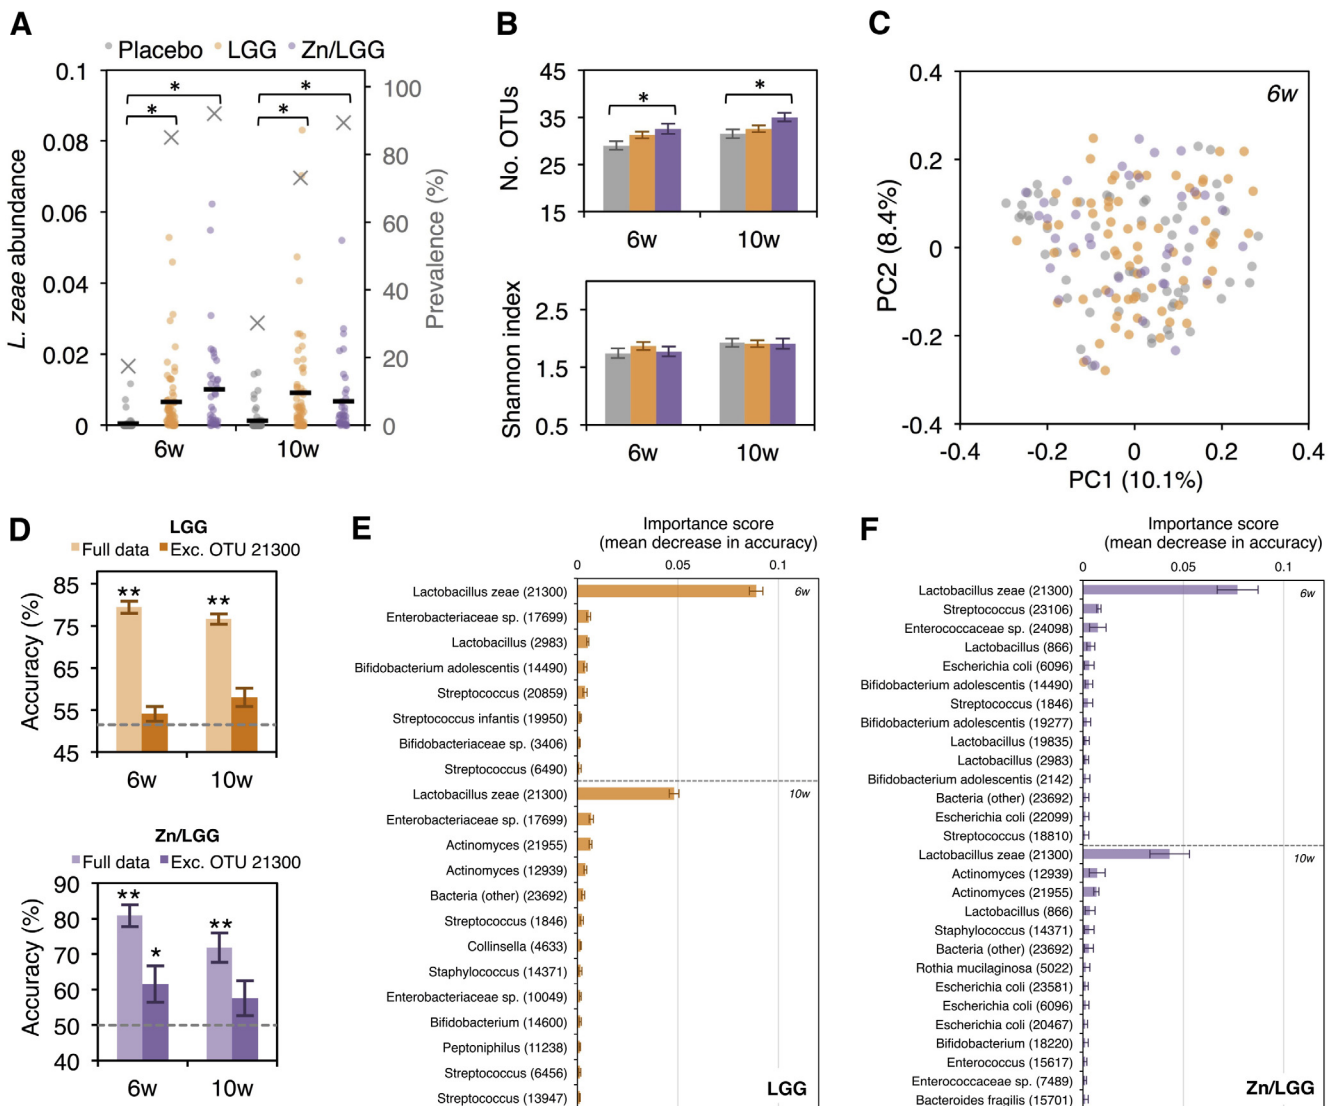 A
Placebo LGG Zn/LGG
0.1
0.08
0.06
0.04
0.02
0
L. zeae abundance
100
80
60
40
20
0
Prevalence (%)
* * * *
6w 10w
B
45
35
25
15
No. OTUs
* *
6w 10w
2.5
1.5
0.5
Shannon index
6w 10w
C
6w
0.4
0.2
0
-0.2
-0.4
PC2 (8.4%)
-0.4 -0.2 0 0.2 0.4
PC1 (10.1%)
D
LGG
Full data Exc. OTU 21300
85
75
65
55
45
Accuracy (%)
** **
6w 10w
Zn/LGG
Full data Exc. OTU 21300
90
80
70
60
50
40
Accuracy (%)
** * **
6w 10w
E
Importance score
(mean decrease in accuracy)
0 0.05 0.1
Lactobacillus zeae (21300) 6w
Enterobacteriaceae sp. (17699)
Lactobacillus (2983)
Bifidobacterium adolescentis (14490)
Streptococcus (20859)
Streptococcus infantis (19950)
Bifidobacteriaceae sp. (3406)
Streptococcus (6490)
Lactobacillus zeae (21300) 10w
Enterobacteriaceae sp. (17699)
Actinomyces (21955)
Actinomyces (12939)
Bacteria (other) (23692)
Streptococcus (1846)
Collinsella (4633)
Staphylococcus (14371)
Enterobacteriaceae sp. (10049)
Bifidobacterium (14600)
Peptoniphilus (11238)
Streptococcus (6456)
Streptococcus (13947)
LGG
F
Importance score
(mean decrease in accuracy)
0 0.05 0.1
Lactobacillus zeae (21300) 6w
Streptococcus (23106)
Enterococcaceae sp. (24098)
Lactobacillus (866)
Escherichia coli (6096)
Bifidobacterium adolescentis (14490)
Streptococcus (1846)
Bifidobacterium adolescentis (19277)
Lactobacillus (19835)
Lactobacillus (2983)
Bifidobacterium adolescentis (2142)
Bacteria (other) (23692)
Escherichia coli (22099)
Streptococcus (18810)
Lactobacillus zeae (21300) 10w
Actinomyces (12939)
Actinomyces (21955)
Lactobacillus (866)
Staphylococcus (14371)
Bacteria (other) (23692)
Rothia mucilaginosa (5022)
Escherichia coli (23581)
Escherichia coli (6096)
Escherichia coli (20467)
Bifidobacterium (18220)
Enterococcus (15617)
Enterococcaceae sp. (7489)
Bacteroides fragilis (15701)
Zn/LGG